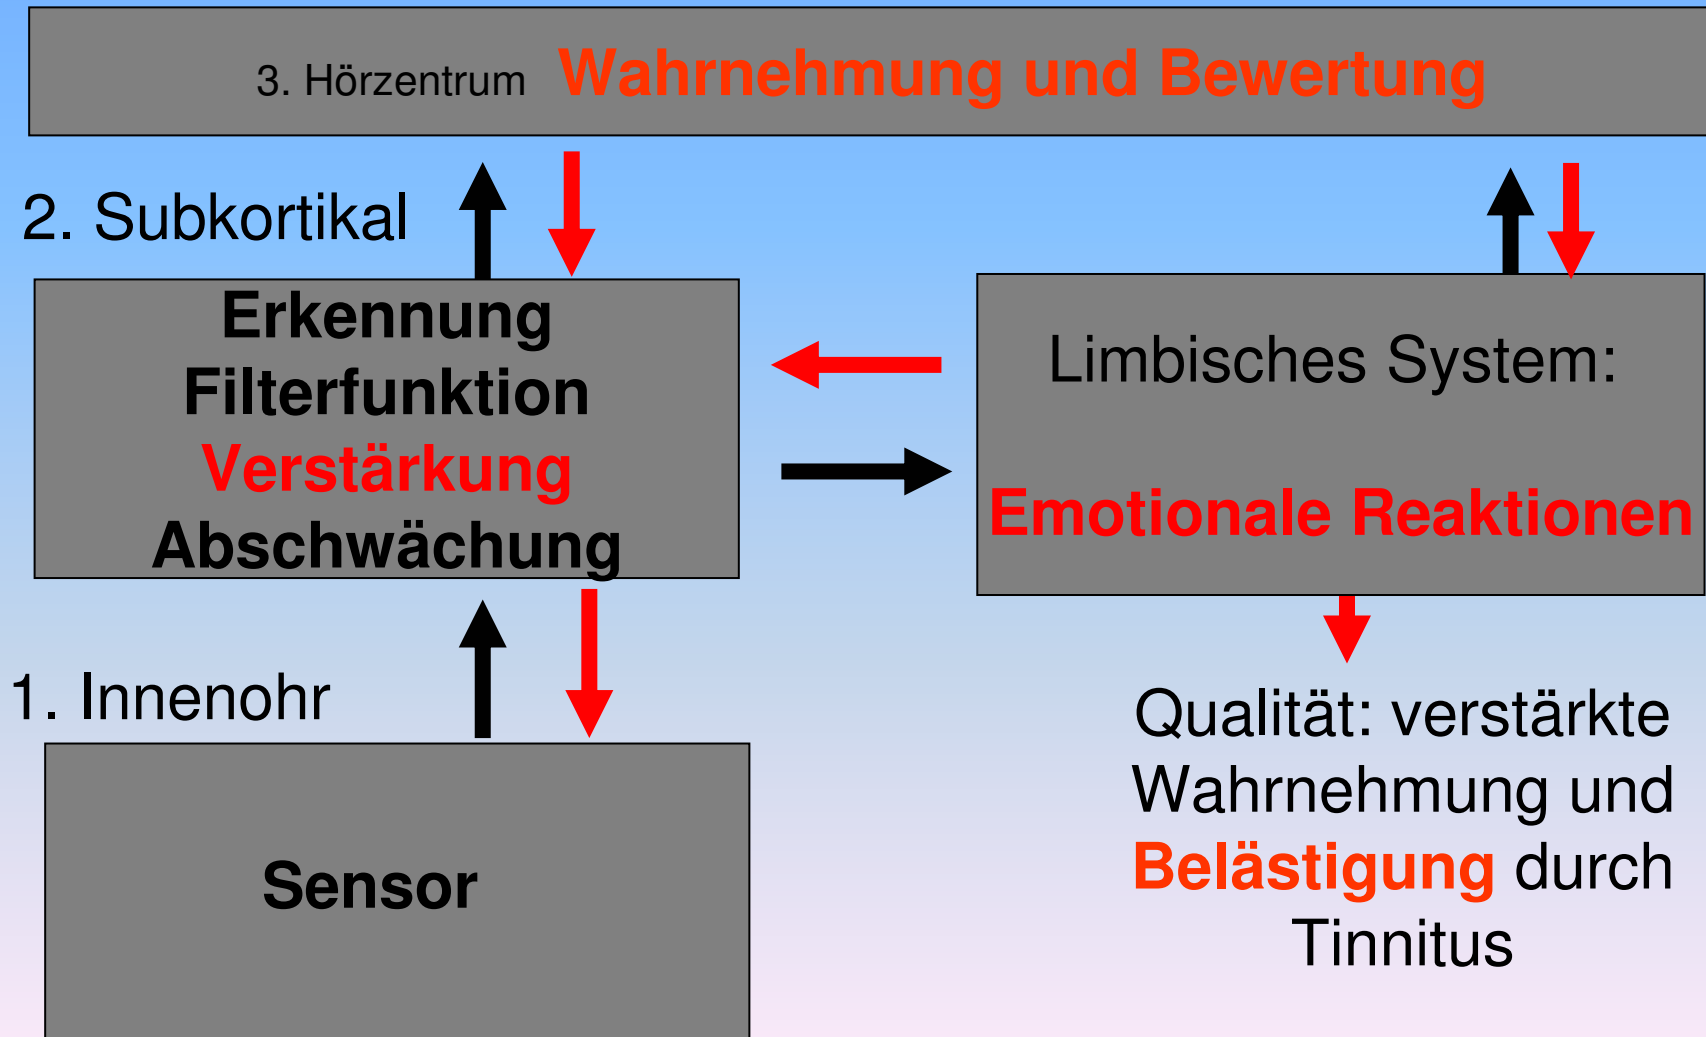 3. Hörzentrum Wahrnehmung und Bewertung
2. Subkortikal
Erkennung
Filterfunktion
Verstärkung
Abschwächung
Limbisches System:
Emotionale Reaktionen
1. Innenohr
Sensor
Qualität: verstärkte
Wahrnehmung und
Belästigung durch
Tinnitus